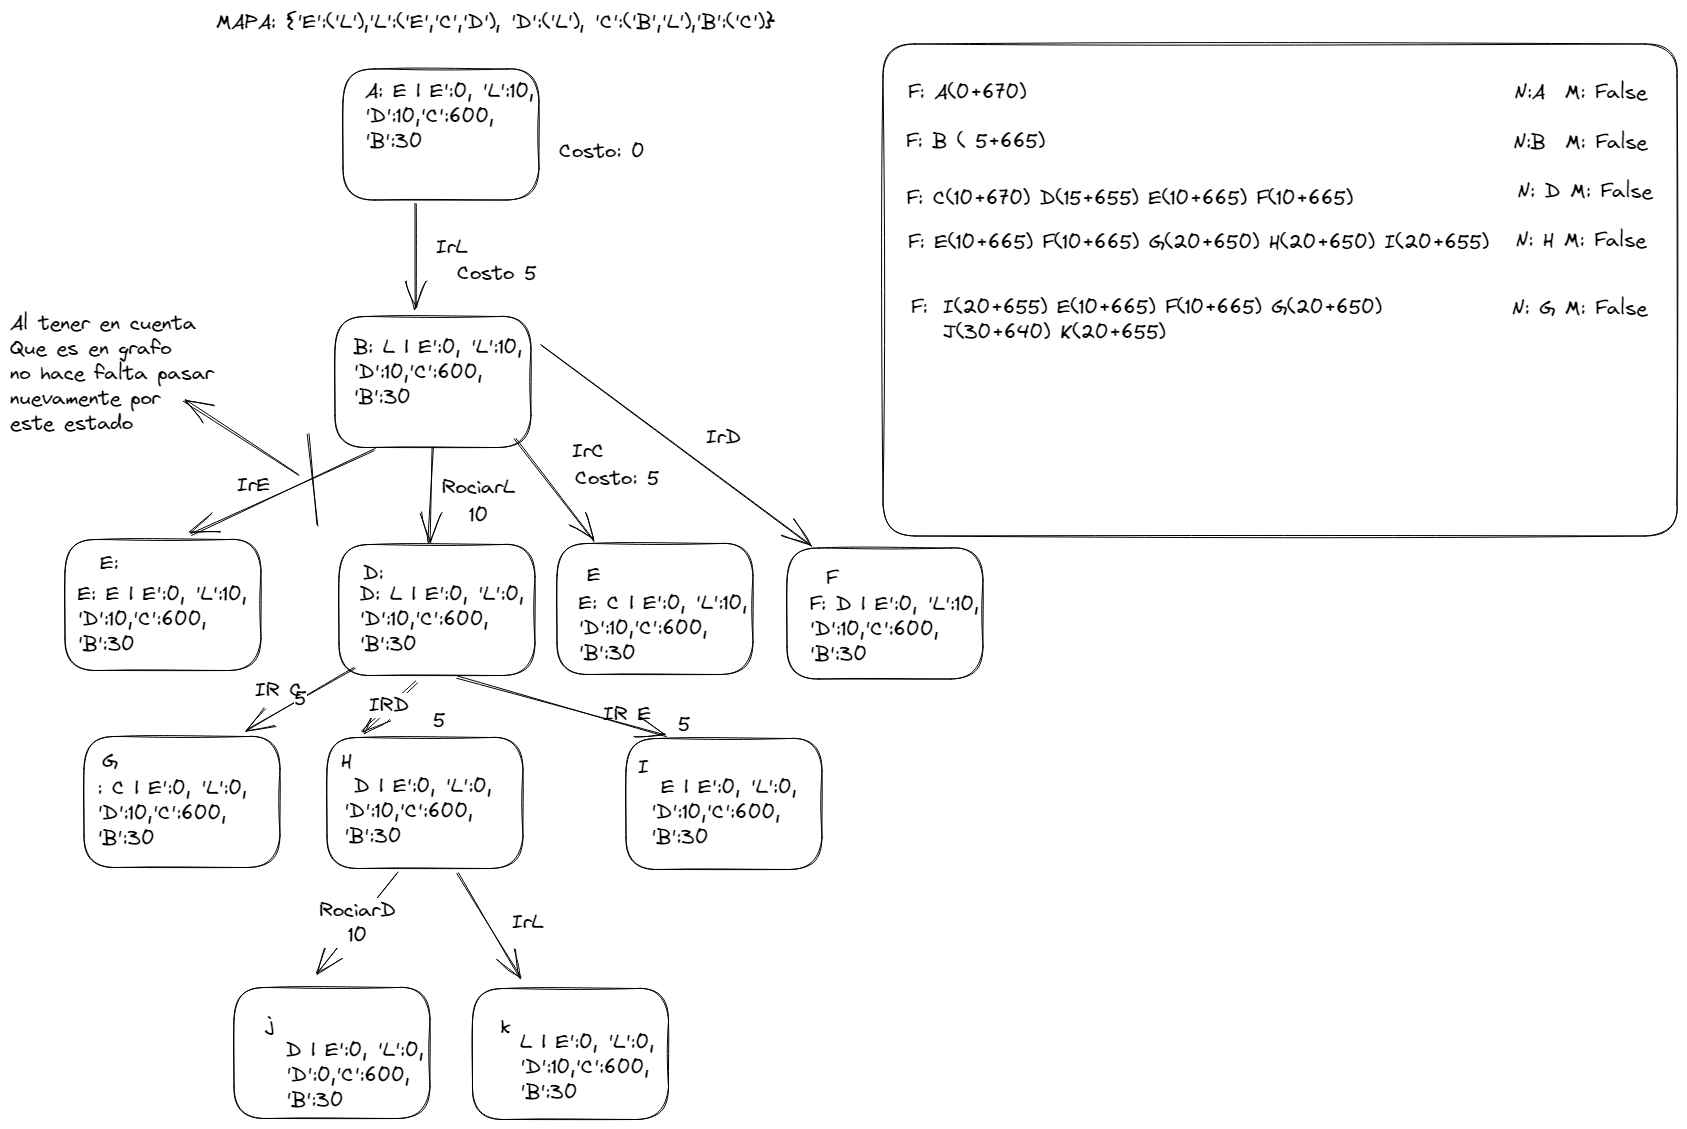 MAPA: {'E':('L'),'L':('E','C','D'), 'D':('L'), 'C':('B','L'),'B':('C')}
A: E | E':0, 'L':10,
'D':10,'C':600,
'B':30
Costo: 0
IrL
Costo 5
B: L | E':0, 'L':10,
'D':10,'C':600,
'B':30
Al tener en cuenta
Que es en grafo
no hace falta pasar
nuevamente por
este estado
IrE
RociarL
10
IrC
Costo: 5
IrD
E:
E: E | E':0, 'L':10,
'D':10,'C':600,
'B':30
D:
D: L | E':0, 'L':0,
'D':10,'C':600,
'B':30
E
E: C | E':0, 'L':10,
'D':10,'C':600,
'B':30
F
F: D | E':0, 'L':10,
'D':10,'C':600,
'B':30
IR C
5
IRD
5
IR E
5
G
: C | E':0, 'L':0,
'D':10,'C':600,
'B':30
H
D | E':0, 'L':0,
'D':10,'C':600,
'B':30
I
E | E':0, 'L':0,
'D':10,'C':600,
'B':30
RociarD
10
IrL
j
D | E':0, 'L':0,
'D':0,'C':600,
'B':30
k
L | E':0, 'L':0,
'D':10,'C':600,
'B':30
F: A(0+670) N:A M: False
F: B ( 5+665) N:B M: False
F: C(10+670) D(15+655) E(10+665) F(10+665) N: D M: False
F: E(10+665) F(10+665) G(20+650) H(20+650) I(20+655) N: H M: False
F: I(20+655) E(10+665) F(10+665) G(20+650) N: G M: False
J(30+640) K(20+655)